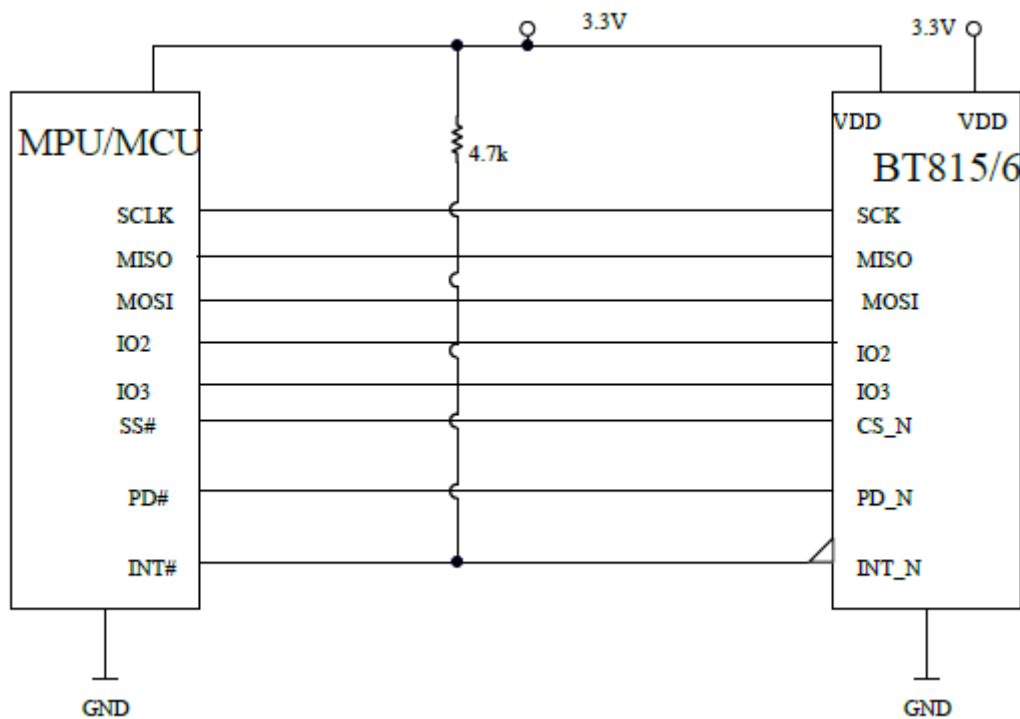 3.3V
3.3V
VDD
VDD
MPU/MCU
4.7k
BT815/6
SCLK
SCK
MISO
MISO
MOSI
MOSI
IO2
IO2
IO3
IO3
SS#
CS_N
PD#
PD_N
INT#
INT_N
GND
GND